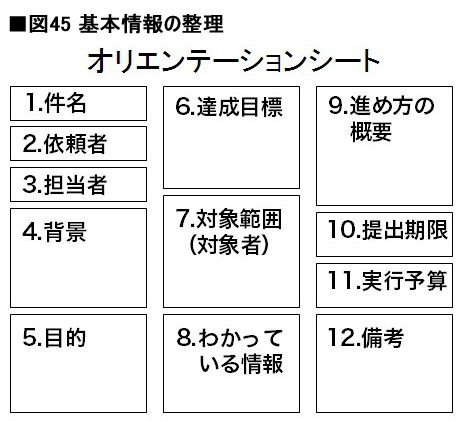 ■図45 基本情報の整理
オリエンテーションシート
1.件名
2.依頼者
3.担当者
4.背景
5.目的
6.達成目標
7.対象範囲
(対象者)
8.わかって
いる情報
9.進め方の
概要
10.提出期限
11.実行予算
12.備考